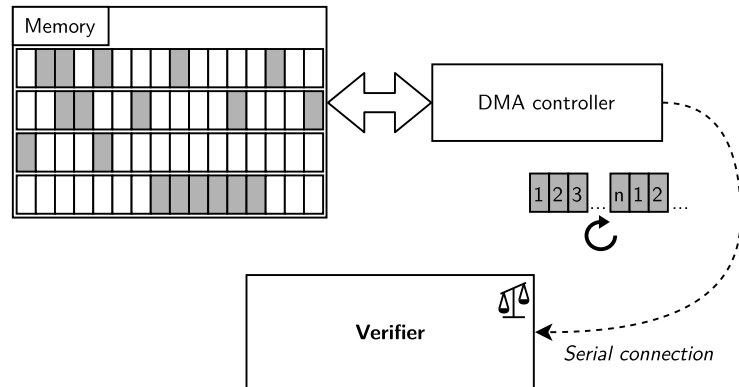 Memory
DMA controller
1 2 3 ... n 1 2 ...
Verifier
Serial connection